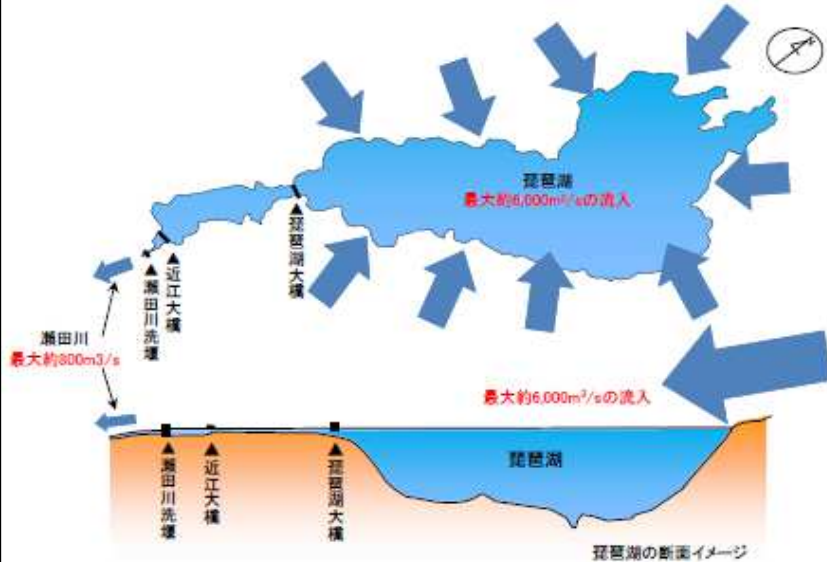 琵琶湖
最大約6,000m³/sの流入
▲琵琶湖大橋
▲近江大橋
▲瀬田川洗堰
瀬田川
最大約800m3/s
最大約6,000m³/sの流入
琵琶湖
▲瀬田川洗堰
▲近江大橋
▲琵琶湖大橋
琵琶湖の断面イメージ